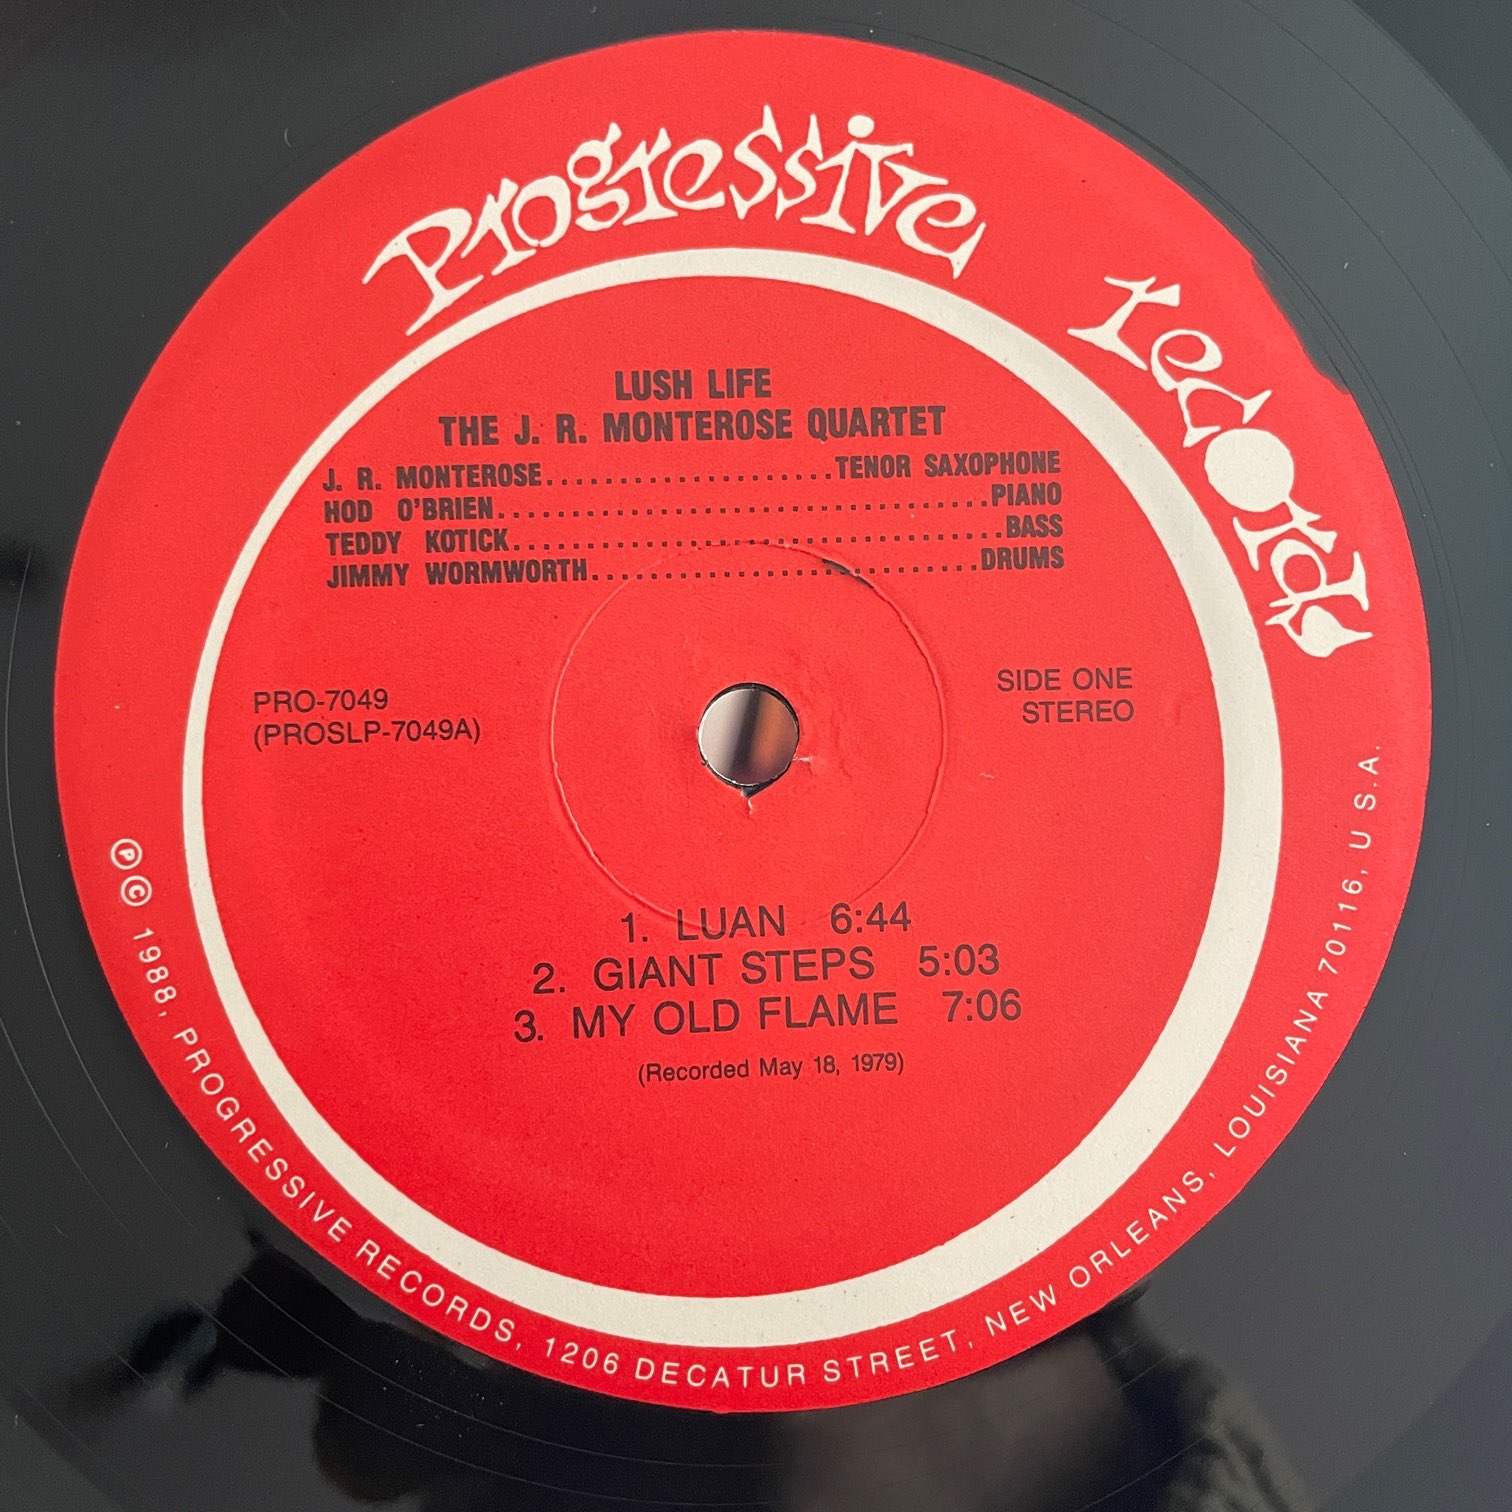 Progressive records
LUSH LIFE
THE J. R. MONTEROSE QUARTET
J. R. MONTEROSE....................TENOR SAXOPHONE
HOD O'BRIEN..................................PIANO
TEDDY KOTICK..................................BASS
JIMMY WORMWORTH...........................DRUMS
PRO-7049
(PROSLP-7049A)
SIDE ONE
STEREO
1. LUAN 6:44
2. GIANT STEPS 5:03
3. MY OLD FLAME 7:06
(Recorded May 18, 1979)
℗© 1988, PROGRESSIVE RECORDS, 1206 DECATUR STREET, NEW ORLEANS, LOUISIANA 70116, U.S.A.